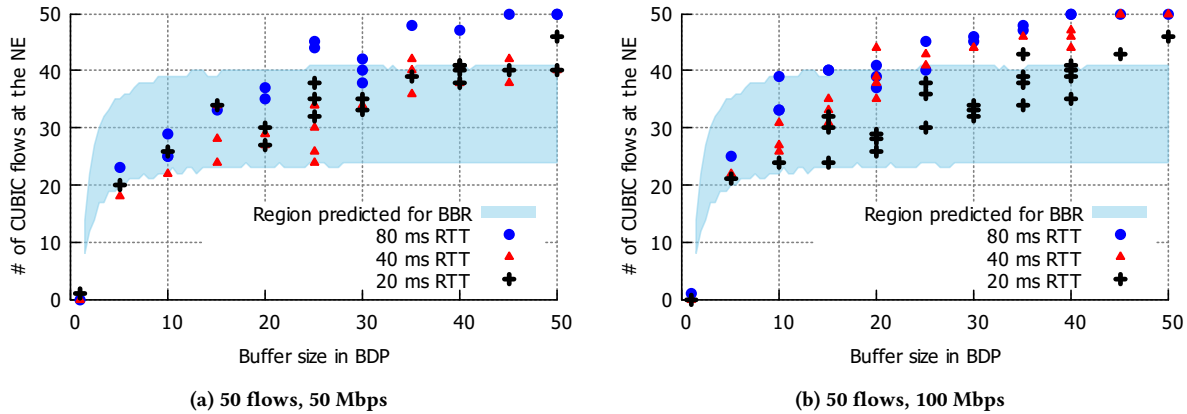 50
40
30
20
10
0
# of CUBIC flows at the NE
Region predicted for BBR
80 ms RTT
40 ms RTT
20 ms RTT
0 10 20 30 40 50
Buffer size in BDP
(a) 50 flows, 50 Mbps
50
40
30
20
10
0
# of CUBIC flows at the NE
Region predicted for BBR
80 ms RTT
40 ms RTT
20 ms RTT
0 10 20 30 40 50
Buffer size in BDP
(b) 50 flows, 100 Mbps